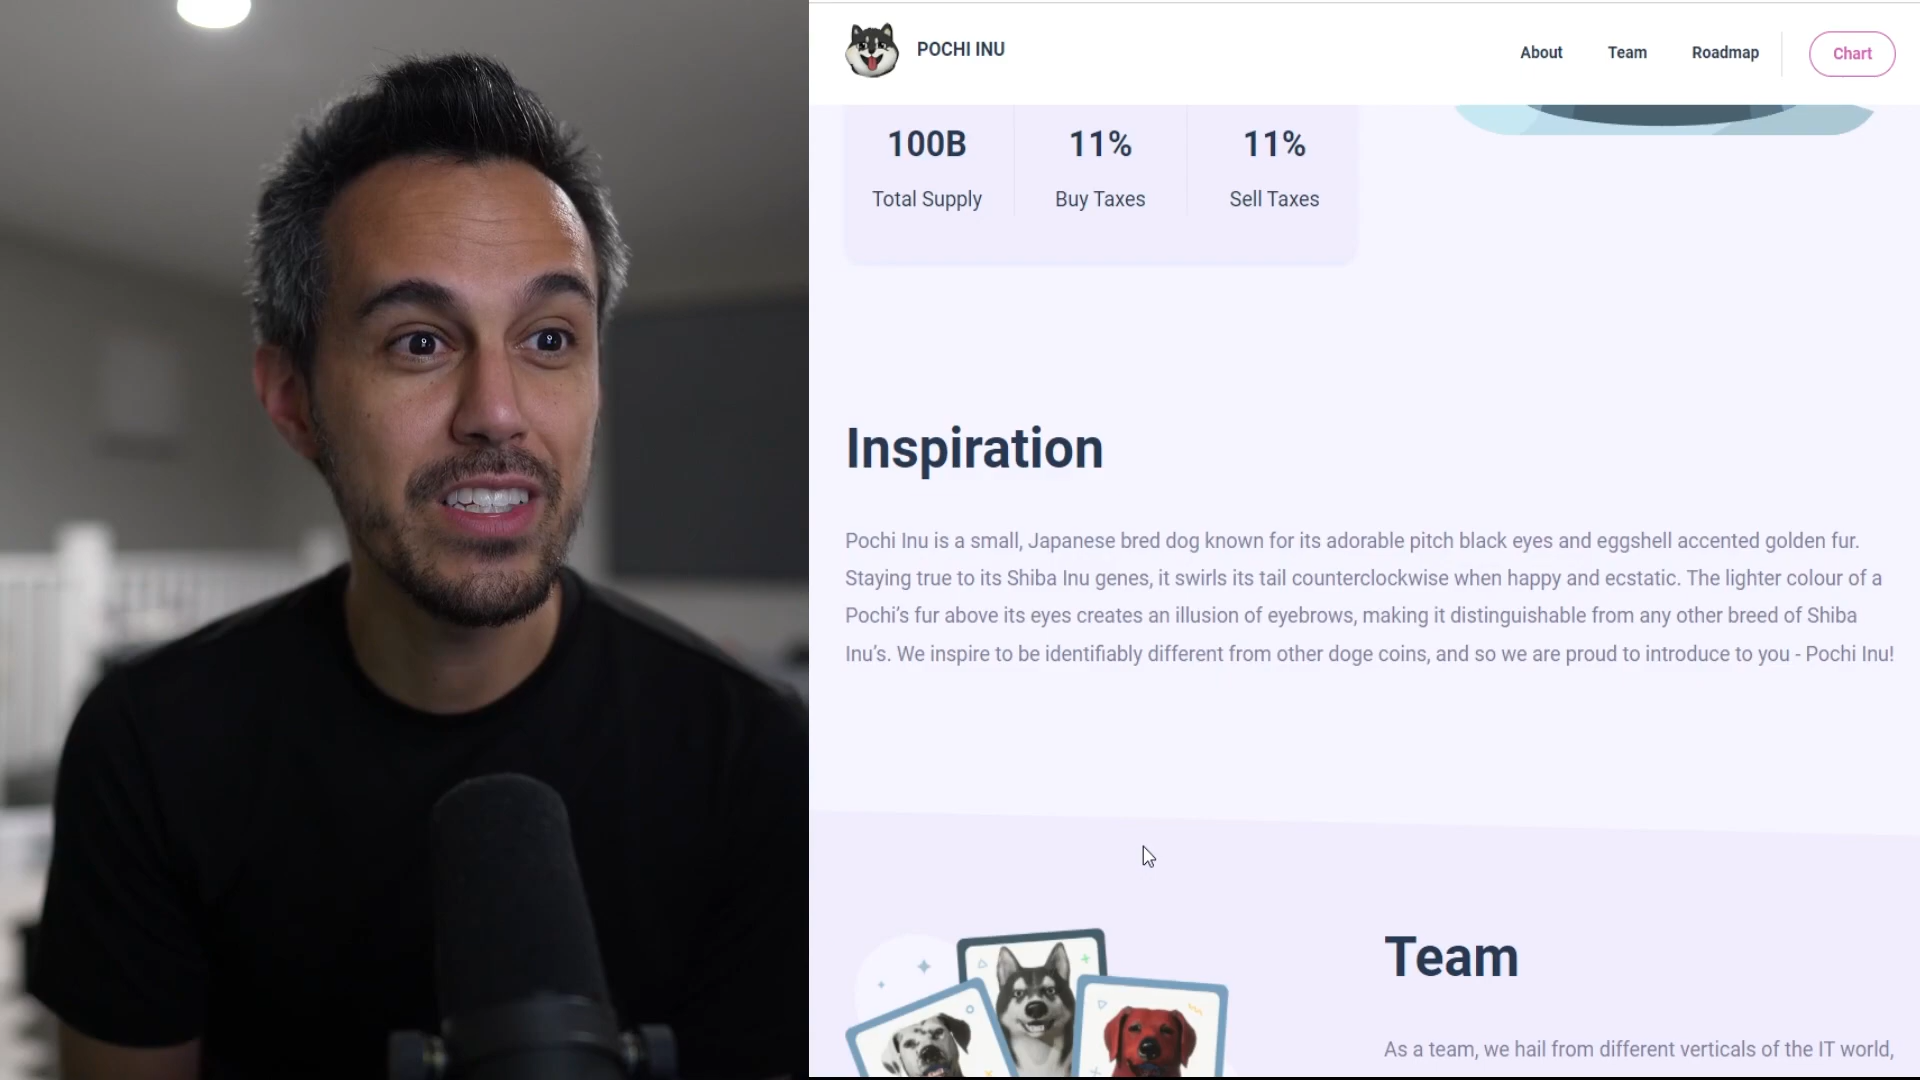 POCHI INU
About Team Roadmap Chart
100B 11% 11%
Total Supply Buy Taxes Sell Taxes
Inspiration
Pochi Inu is a small, Japanese bred dog known for its adorable pitch black eyes and eggshell accented golden fur.
Staying true to its Shiba Inu genes, it swirls its tail counterclockwise when happy and ecstatic. The lighter colour of a
Pochi’s fur above its eyes creates an illusion of eyebrows, making it distinguishable from any other breed of Shiba
Inu’s. We inspire to be identifiably different from other doge coins, and so we are proud to introduce to you - Pochi Inu!
Team
As a team, we hail from different verticals of the IT world,